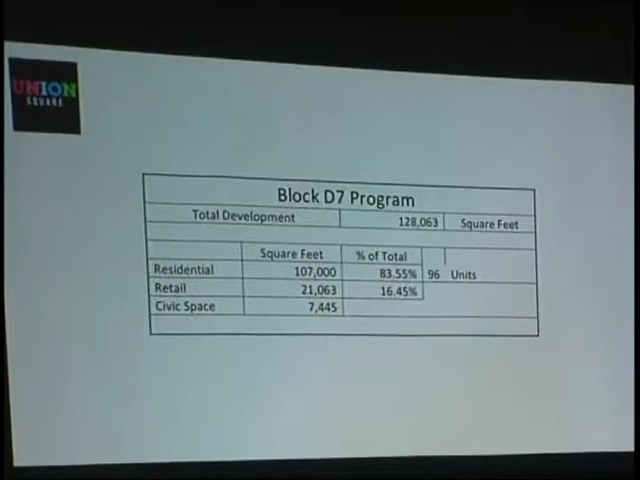 UNION
SQUARE
Block D7 Program
Total Development 128,063 Square Feet
Square Feet % of Total
Residential 107,000 83.55% 96 Units
Retail 21,063 16.45%
Civic Space 7,445